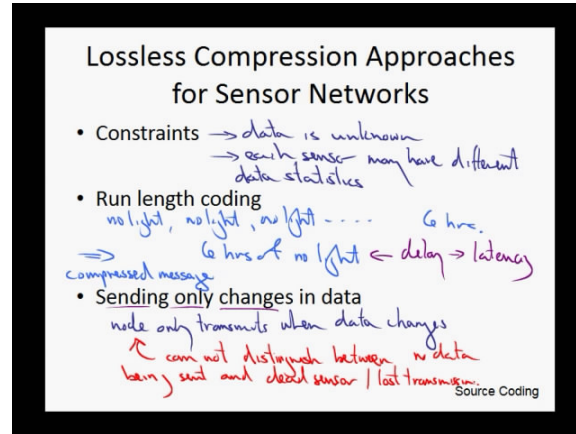 Lossless Compression Approaches
for Sensor Networks
• Constraints → data is unknown
→ each sensor may have different
data statistics
• Run length coding
no light, no light, no light - - - - 6 hrs.
⇒ 6 hrs of no light ← delay → latency
compressed message
• Sending only changes in data
node only transmits when data changes
↑ can not distinguish between no data
being sent and dead sensor / lost transmission.
Source Coding